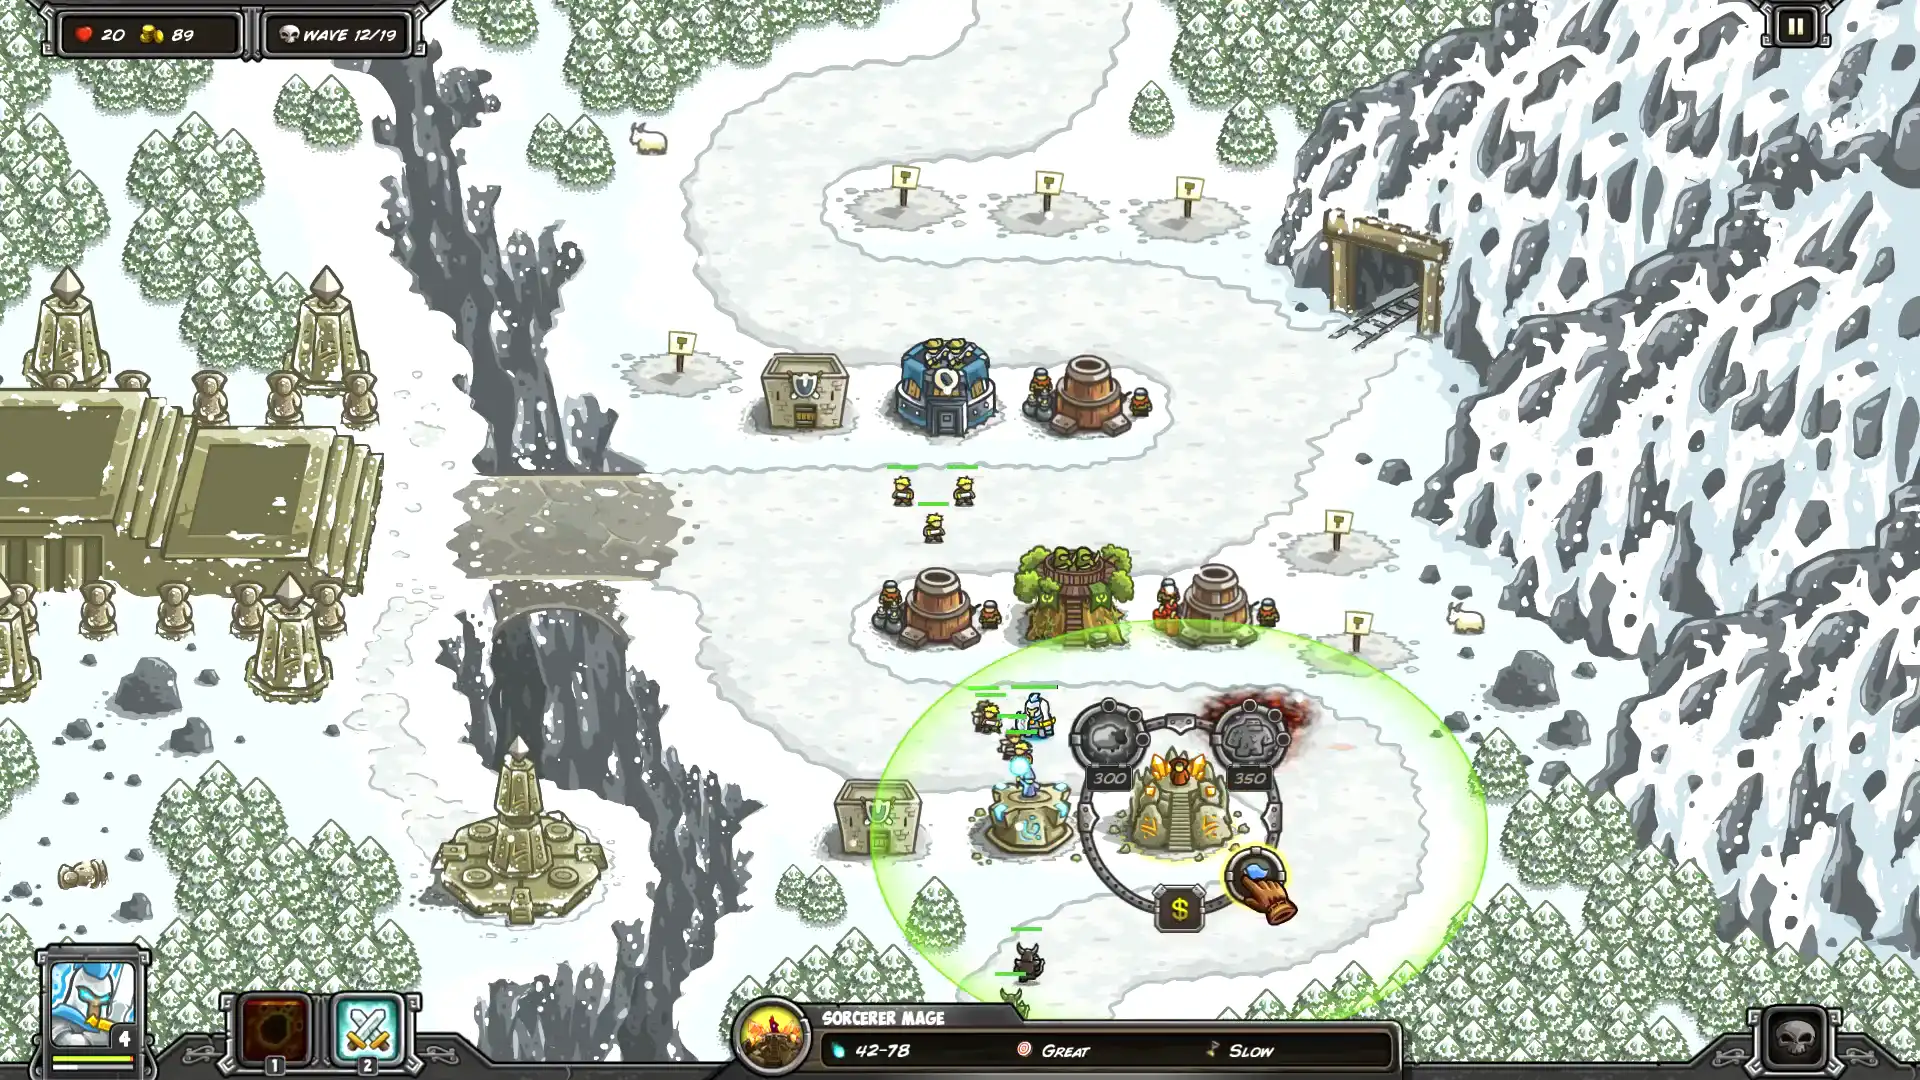 20 89 WAVE 12/19
300 350
$
4
1 2
SORCERER MAGE
42-78 GREAT SLOW